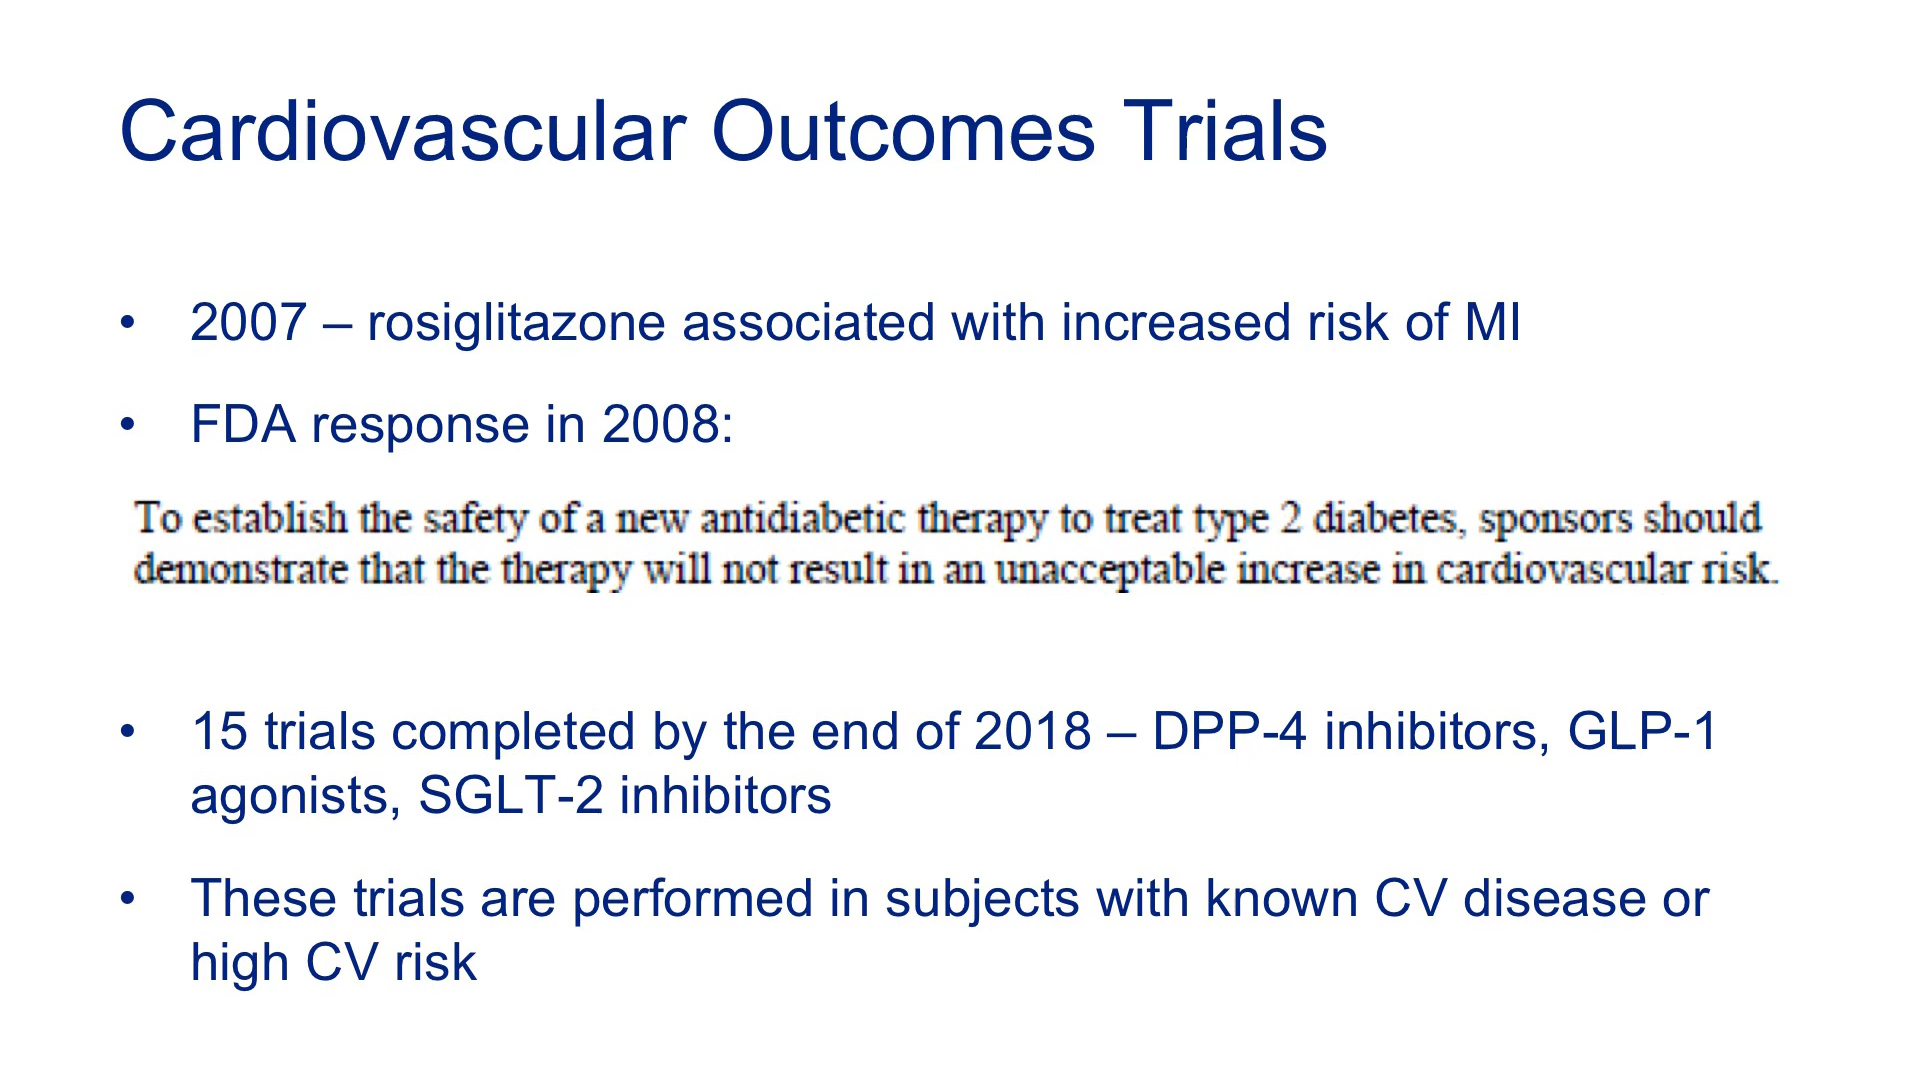 Cardiovascular Outcomes Trials
• 2007 – rosiglitazone associated with increased risk of MI
• FDA response in 2008:
To establish the safety of a new antidiabetic therapy to treat type 2 diabetes, sponsors should
demonstrate that the therapy will not result in an unacceptable increase in cardiovascular risk.
• 15 trials completed by the end of 2018 – DPP-4 inhibitors, GLP-1
agonists, SGLT-2 inhibitors
• These trials are performed in subjects with known CV disease or
high CV risk